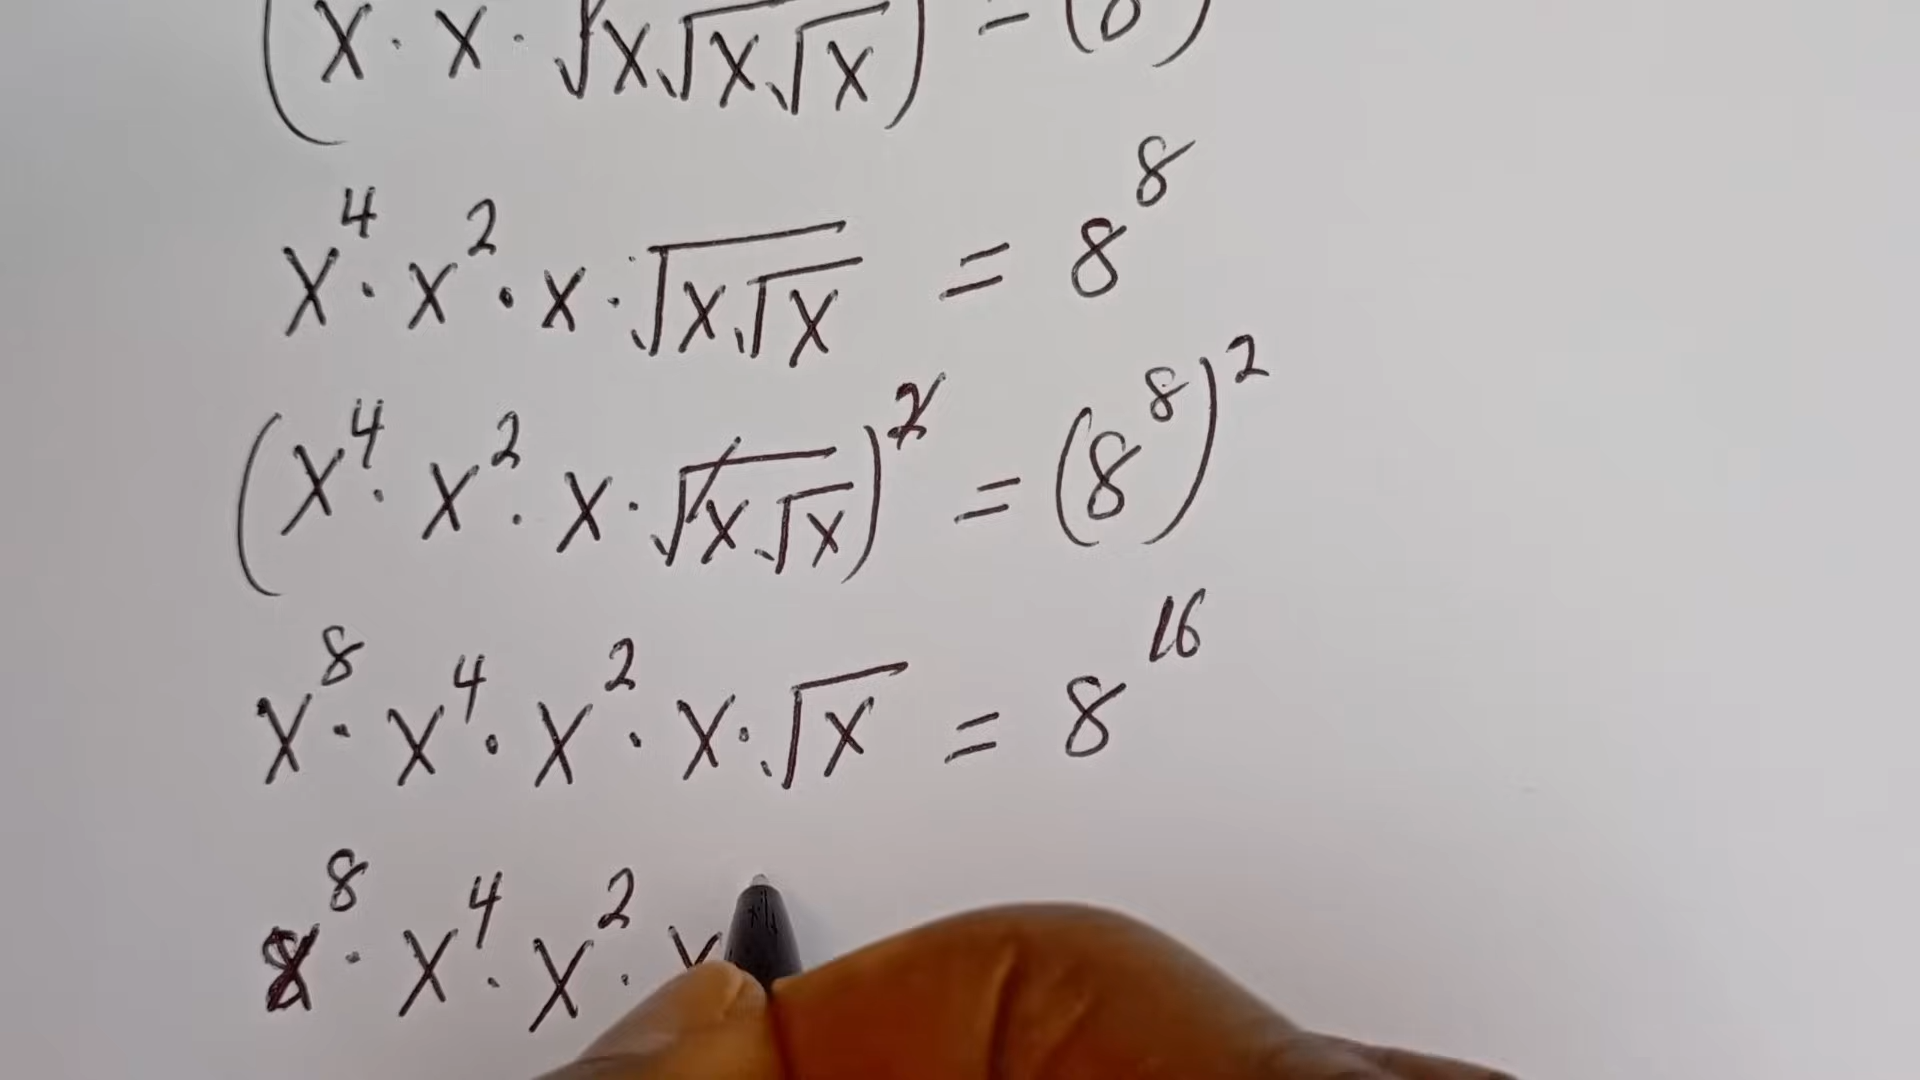 (x · x · √x√x√x) = (8)
x⁴ · x² · x · √x√x = 8⁸
(x⁴ · x² · x · √x√x)² = (8⁸)²
x⁸ · x⁴ · x² · x · √x = 8¹⁶
x⁸ · x⁴ · x² · x